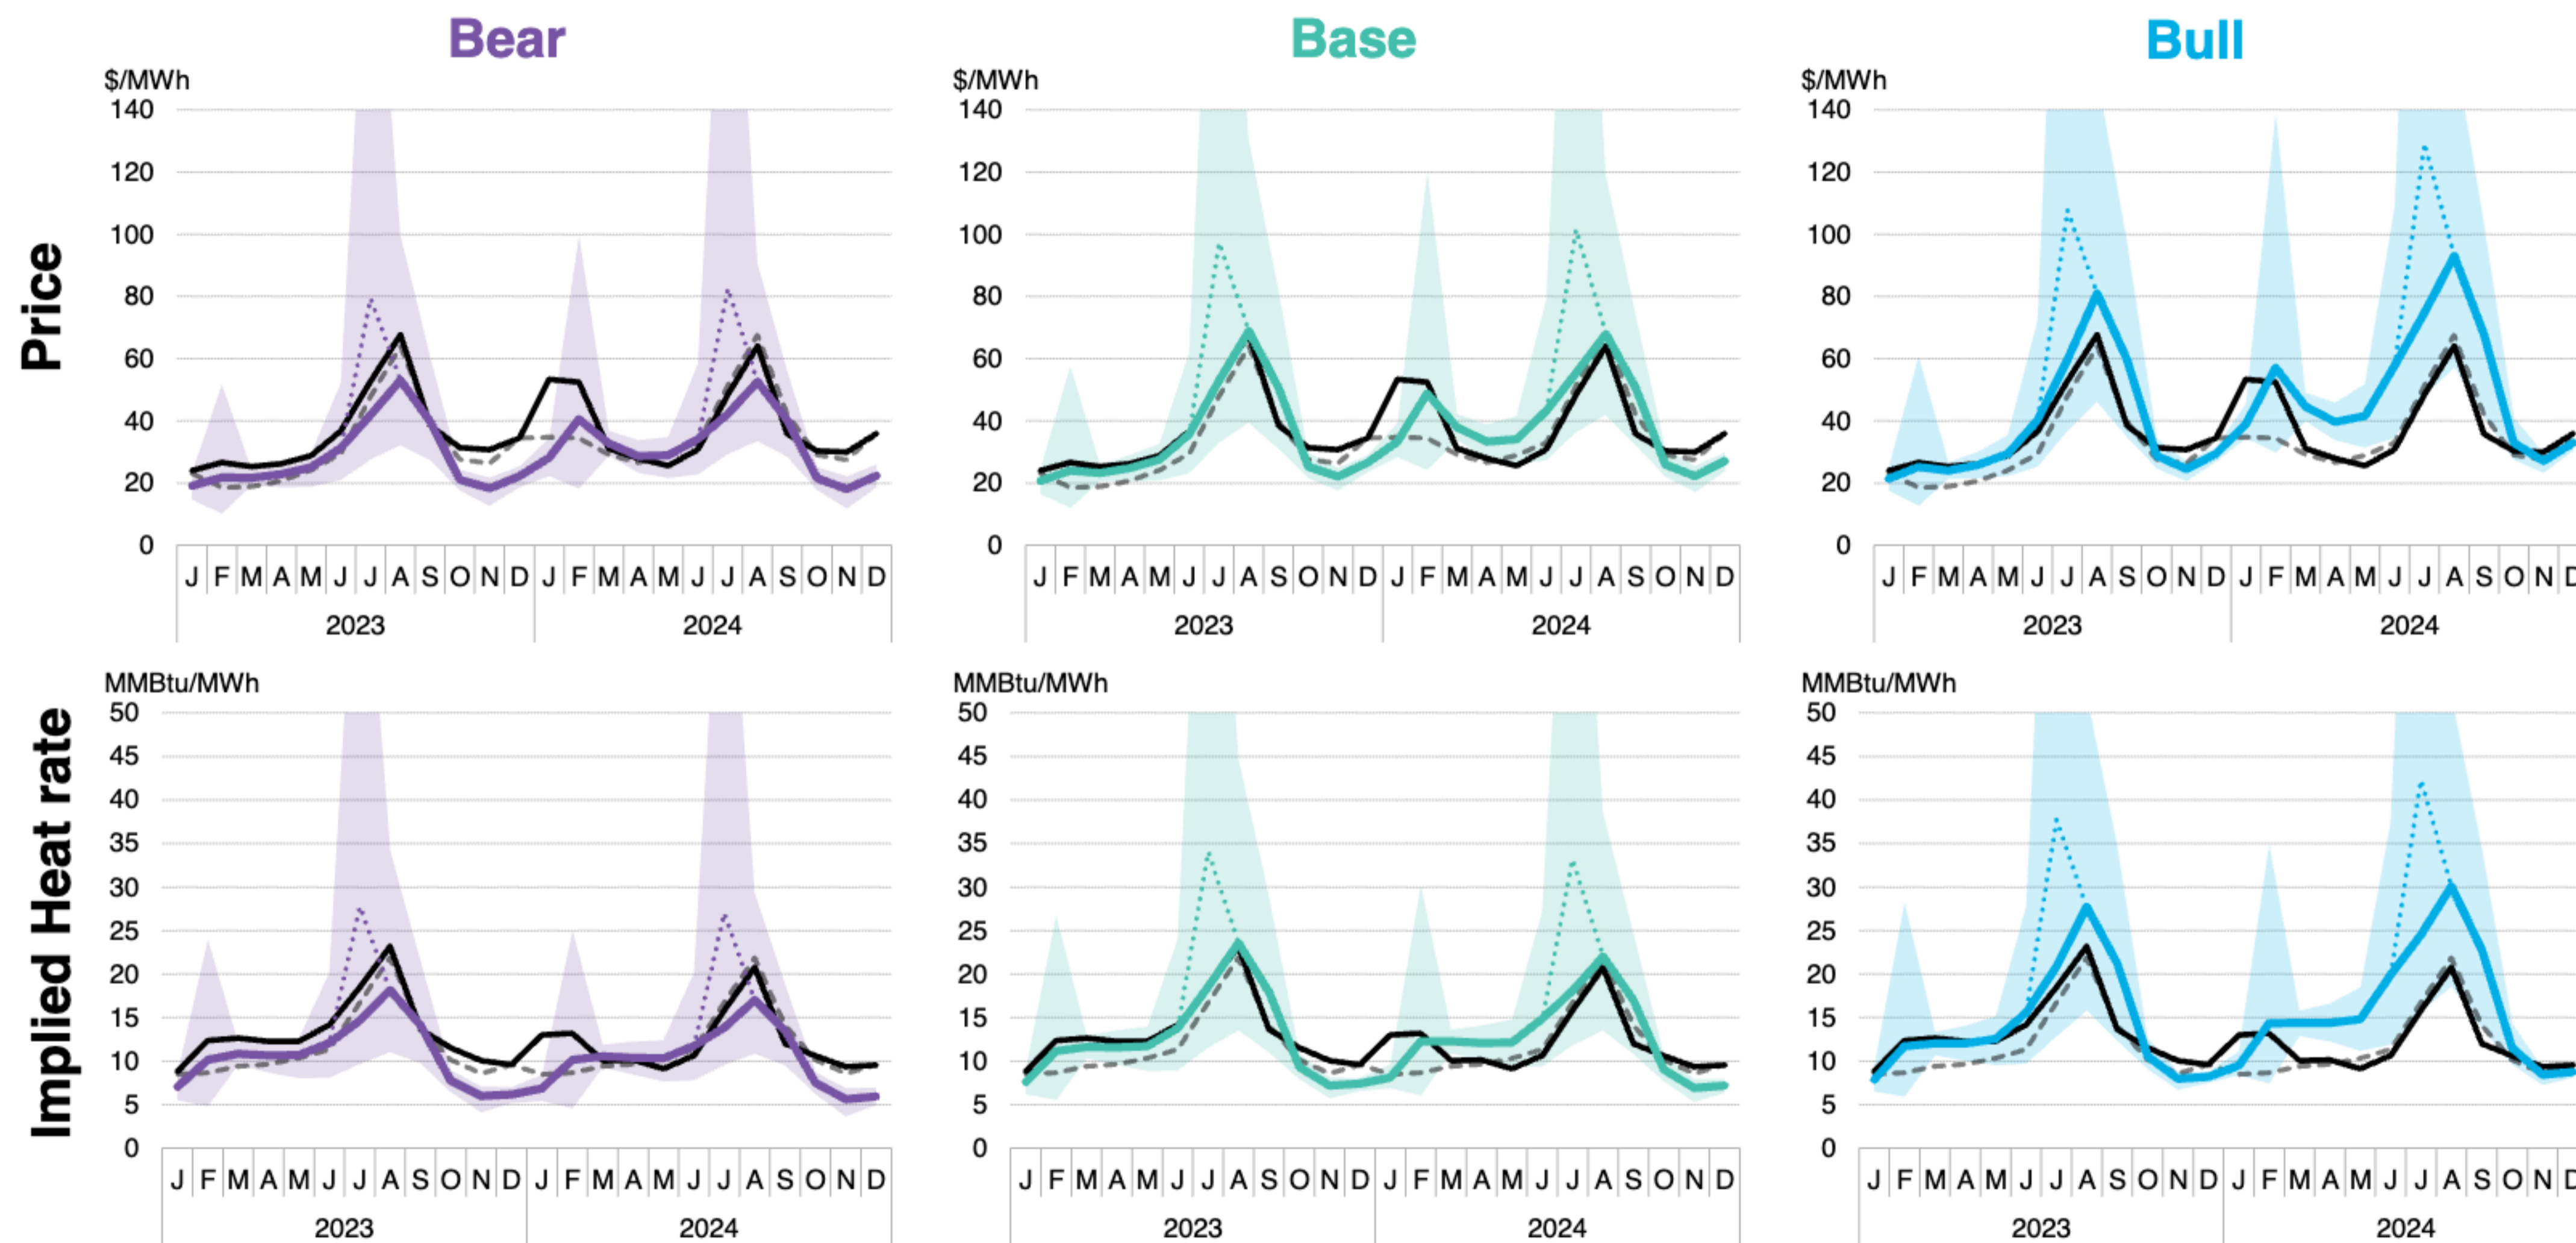 Bear Base Bull
Price
$/MWh $/MWh $/MWh
140 140 140
120 120 120
100 100 100
80 80 80
60 60 60
40 40 40
20 20 20
0 0 0
J F M A M J J A S O N D J F M A M J J A S O N D J F M A M J J A S O N D J F M A M J J A S O N D J F M A M J J A S O N D J F M A M J J A S O N D
2023 2024 2023 2024 2023 2024
Implied Heat rate
MMBtu/MWh MMBtu/MWh MMBtu/MWh
50 50 50
45 45 45
40 40 40
35 35 35
30 30 30
25 25 25
20 20 20
15 15 15
10 10 10
5 5 5
0 0 0
J F M A M J J A S O N D J F M A M J J A S O N D J F M A M J J A S O N D J F M A M J J A S O N D J F M A M J J A S O N D J F M A M J J A S O N D
2023 2024 2023 2024 2023 2024